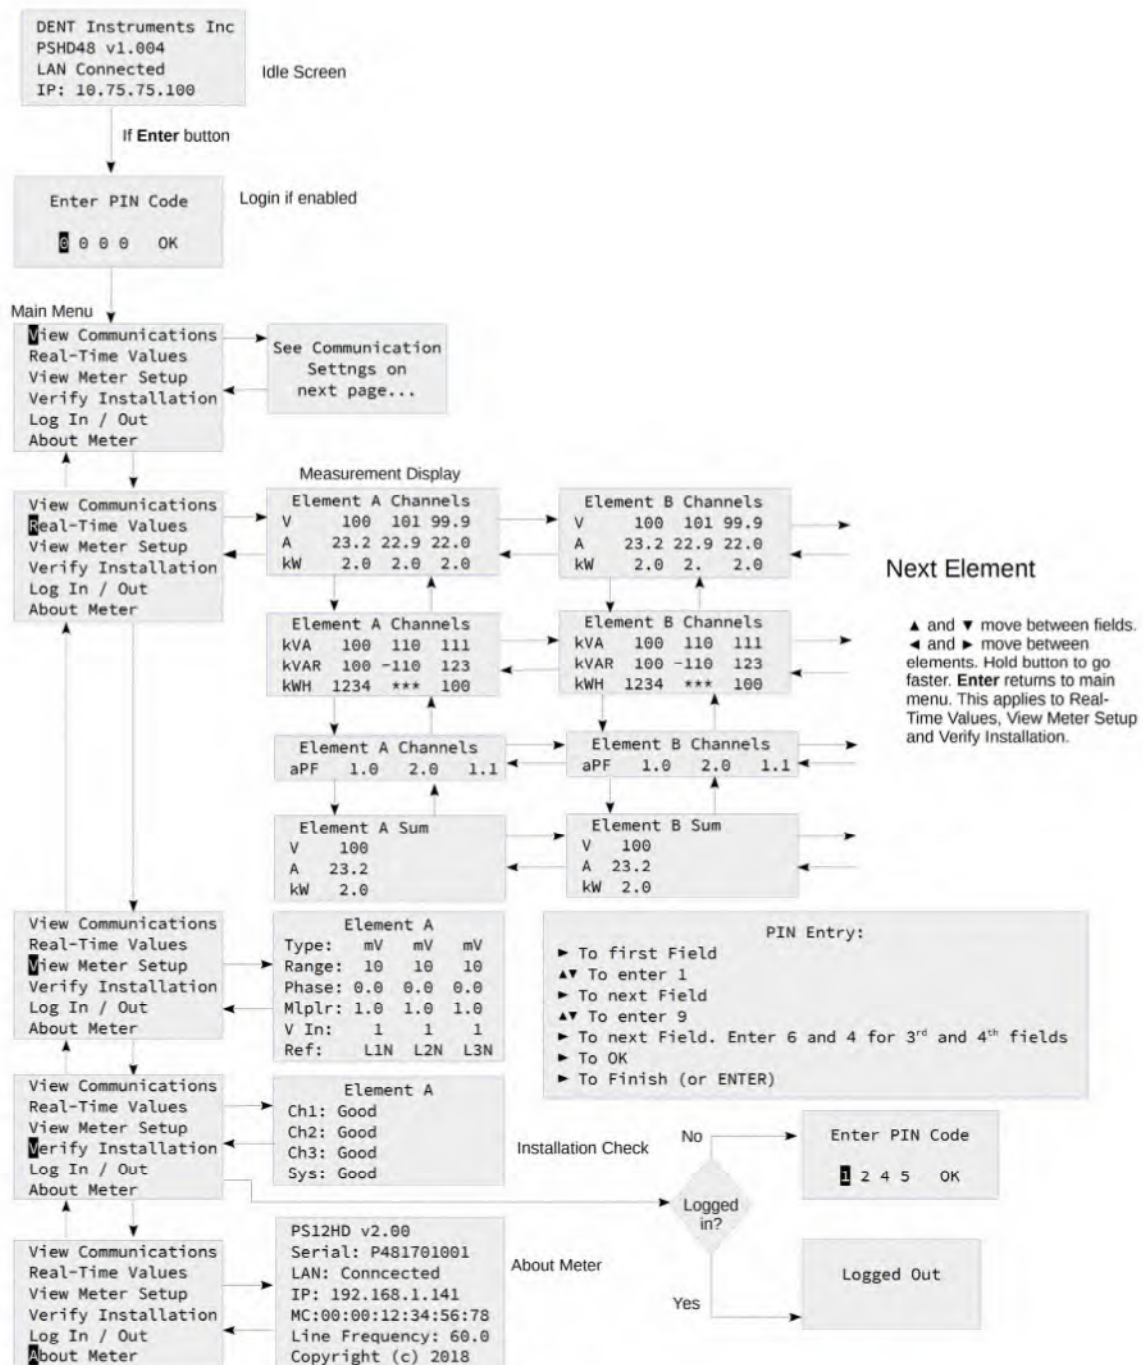 DENT Instruments Inc
PSHD48 v1.004
LAN Connected
IP: 10.75.75.100
Idle Screen
If Enter button
Enter PIN Code
0 0 0 0 OK
Login if enabled
Main Menu
View Communications
Real-Time Values
View Meter Setup
Verify Installation
Log In / Out
About Meter
See Communication
Settngs on
next page...
View Communications
Real-Time Values
View Meter Setup
Verify Installation
Log In / Out
About Meter
Measurement Display
Element A Channels
V 100 101 99.9
A 23.2 22.9 22.0
kW 2.0 2.0 2.0
Element B Channels
V 100 101 99.9
A 23.2 22.9 22.0
kW 2.0 2. 2.0
Element A Channels
kVA 100 110 111
kVAR 100 -110 123
kWH 1234 *** 100
Element B Channels
kVA 100 110 111
kVAR 100 -110 123
kWH 1234 *** 100
Element A Channels
aPF 1.0 2.0 1.1
Element B Channels
aPF 1.0 2.0 1.1
Element A Sum
V 100
A 23.2
kW 2.0
Element B Sum
V 100
A 23.2
kW 2.0
Next Element
▲ and ▼ move between fields.
◄ and ► move between
elements. Hold button to go
faster. Enter returns to main
menu. This applies to Real-
Time Values, View Meter Setup
and Verify Installation.
View Communications
Real-Time Values
View Meter Setup
Verify Installation
Log In / Out
About Meter
Element A
Type: mV mV mV
Range: 10 10 10
Phase: 0.0 0.0 0.0
Mlplr: 1.0 1.0 1.0
V In: 1 1 1
Ref: L1N L2N L3N
PIN Entry:
► To first Field
▲▼ To enter 1
► To next Field
▲▼ To enter 9
► To next Field. Enter 6 and 4 for 3rd and 4th fields
► To OK
► To Finish (or ENTER)
View Communications
Real-Time Values
View Meter Setup
Verify Installation
Log In / Out
About Meter
Element A
Ch1: Good
Ch2: Good
Ch3: Good
Sys: Good
Installation Check
No
Logged
in?
Yes
Enter PIN Code
1 2 4 5 OK
Logged Out
View Communications
Real-Time Values
View Meter Setup
Verify Installation
Log In / Out
About Meter
PS12HD v2.00
Serial: P481701001
LAN: Conncected
IP: 192.168.1.141
MC:00:00:12:34:56:78
Line Frequency: 60.0
Copyright (c) 2018
About Meter